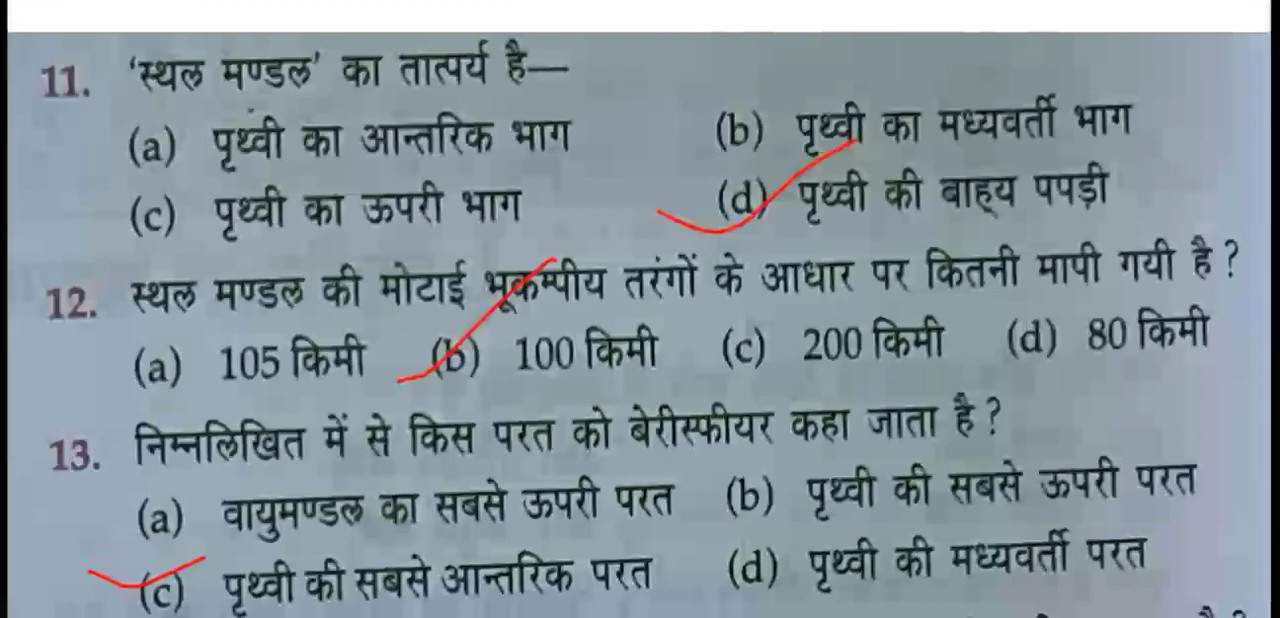 11. 'स्थल मण्डल' का तात्पर्य है—
(a) पृथ्वी का आन्तरिक भाग (b) पृथ्वी का मध्यवर्ती भाग
(c) पृथ्वी का ऊपरी भाग (d) पृथ्वी की बाह्य पपड़ी
12. स्थल मण्डल की मोटाई भूकम्पीय तरंगों के आधार पर कितनी मापी गयी है ?
(a) 105 किमी (b) 100 किमी (c) 200 किमी (d) 80 किमी
13. निम्नलिखित में से किस परत को बेरीस्फीयर कहा जाता है ?
(a) वायुमण्डल का सबसे ऊपरी परत (b) पृथ्वी की सबसे ऊपरी परत
(c) पृथ्वी की सबसे आन्तरिक परत (d) पृथ्वी की मध्यवर्ती परत